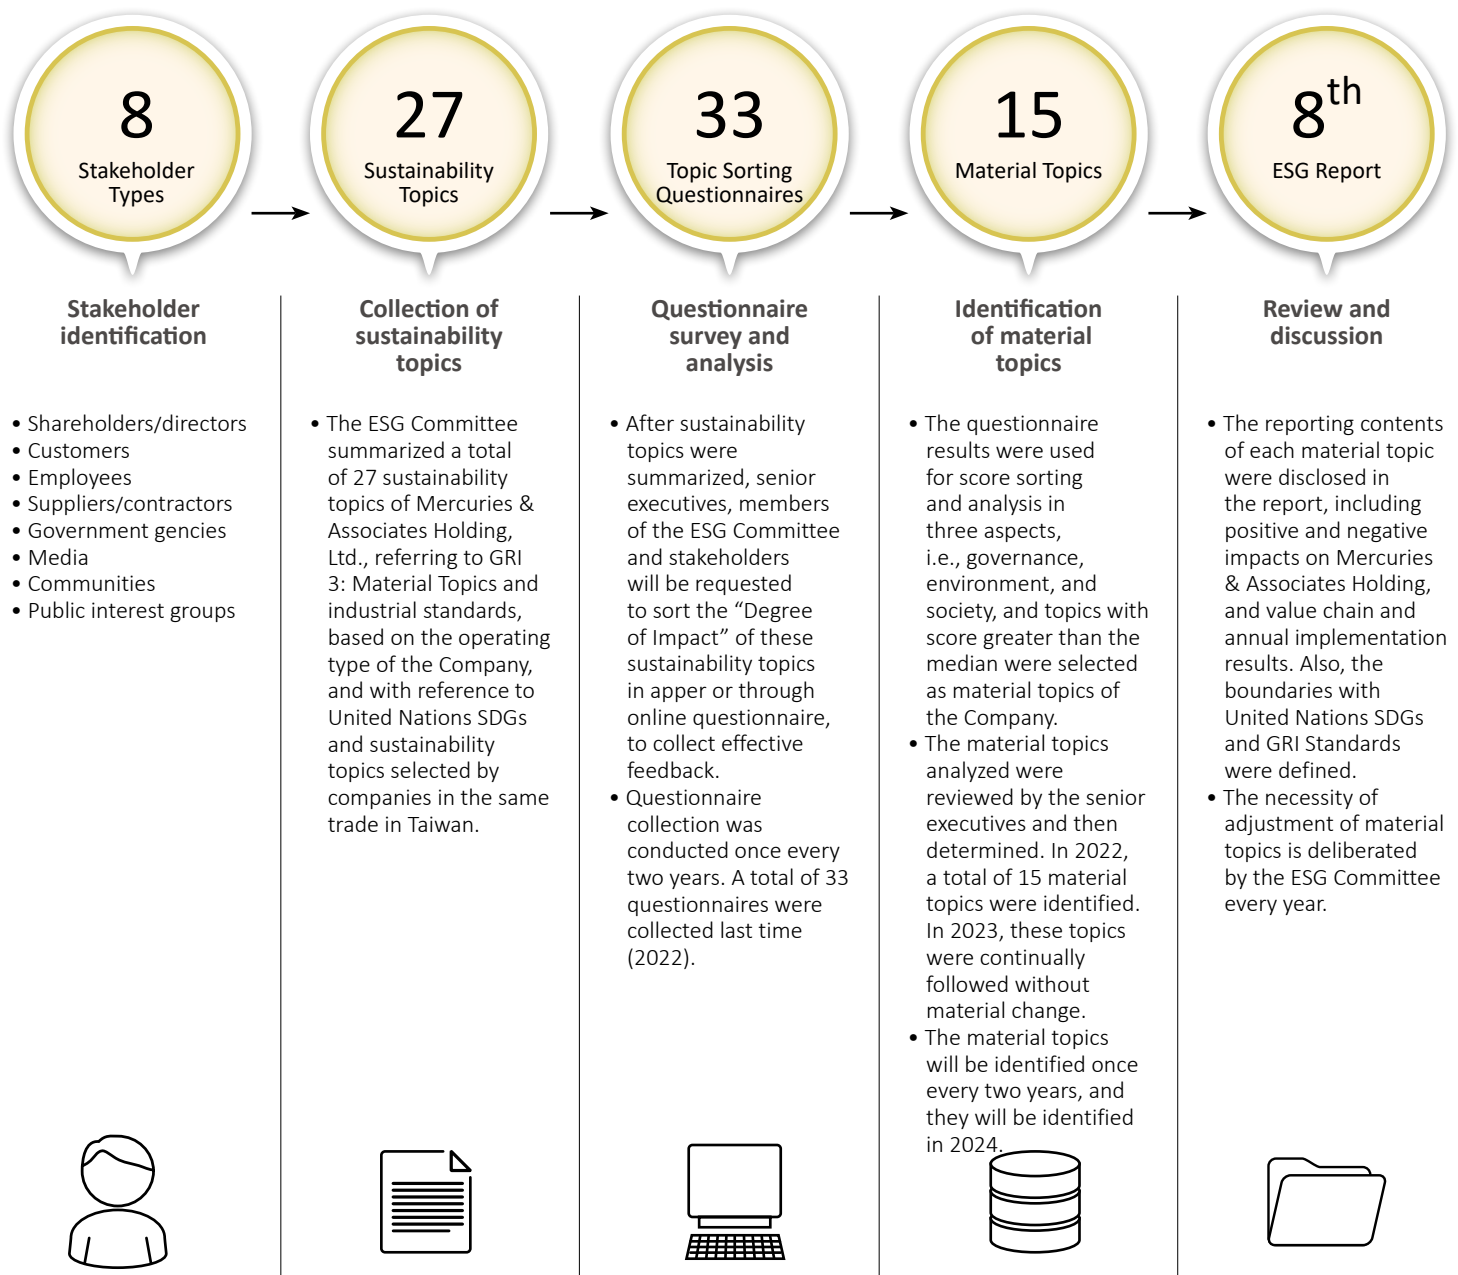 8
Stakeholder
Types
27
Sustainability
Topics
33
Topic Sorting
Questionnaires
15
Material Topics
8th
ESG Report
Stakeholder
identification
• Shareholders/directors
• Customers
• Employees
• Suppliers/contractors
• Government gencies
• Media
• Communities
• Public interest groups
Collection of
sustainability
topics
• The ESG Committee
summarized a total
of 27 sustainability
topics of Mercuries &
Associates Holding,
Ltd., referring to GRI
3: Material Topics and
industrial standards,
based on the operating
type of the Company,
and with reference to
United Nations SDGs
and sustainability
topics selected by
companies in the same
trade in Taiwan.
Questionnaire
survey and
analysis
• After sustainability
topics were
summarized, senior
executives, members
of the ESG Committee
and stakeholders
will be requested
to sort the “Degree
of Impact” of these
sustainability topics
in apper or through
online questionnaire,
to collect effective
feedback.
• Questionnaire
collection was
conducted once every
two years. A total of 33
questionnaires were
collected last time
(2022).
Identification
of material
topics
• The questionnaire
results were used
for score sorting
and analysis in
three aspects,
i.e., governance,
environment, and
society, and topics with
score greater than the
median were selected
as material topics of
the Company.
• The material topics
analyzed were
reviewed by the senior
executives and then
determined. In 2022,
a total of 15 material
topics were identified.
In 2023, these topics
were continually
followed without
material change.
• The material topics
will be identified once
every two years, and
they will be identified
in 2024.
Review and
discussion
• The reporting contents
of each material topic
were disclosed in
the report, including
positive and negative
impacts on Mercuries
& Associates Holding,
and value chain and
annual implementation
results. Also, the
boundaries with
United Nations SDGs
and GRI Standards
were defined.
• The necessity of
adjustment of material
topics is deliberated
by the ESG Committee
every year.